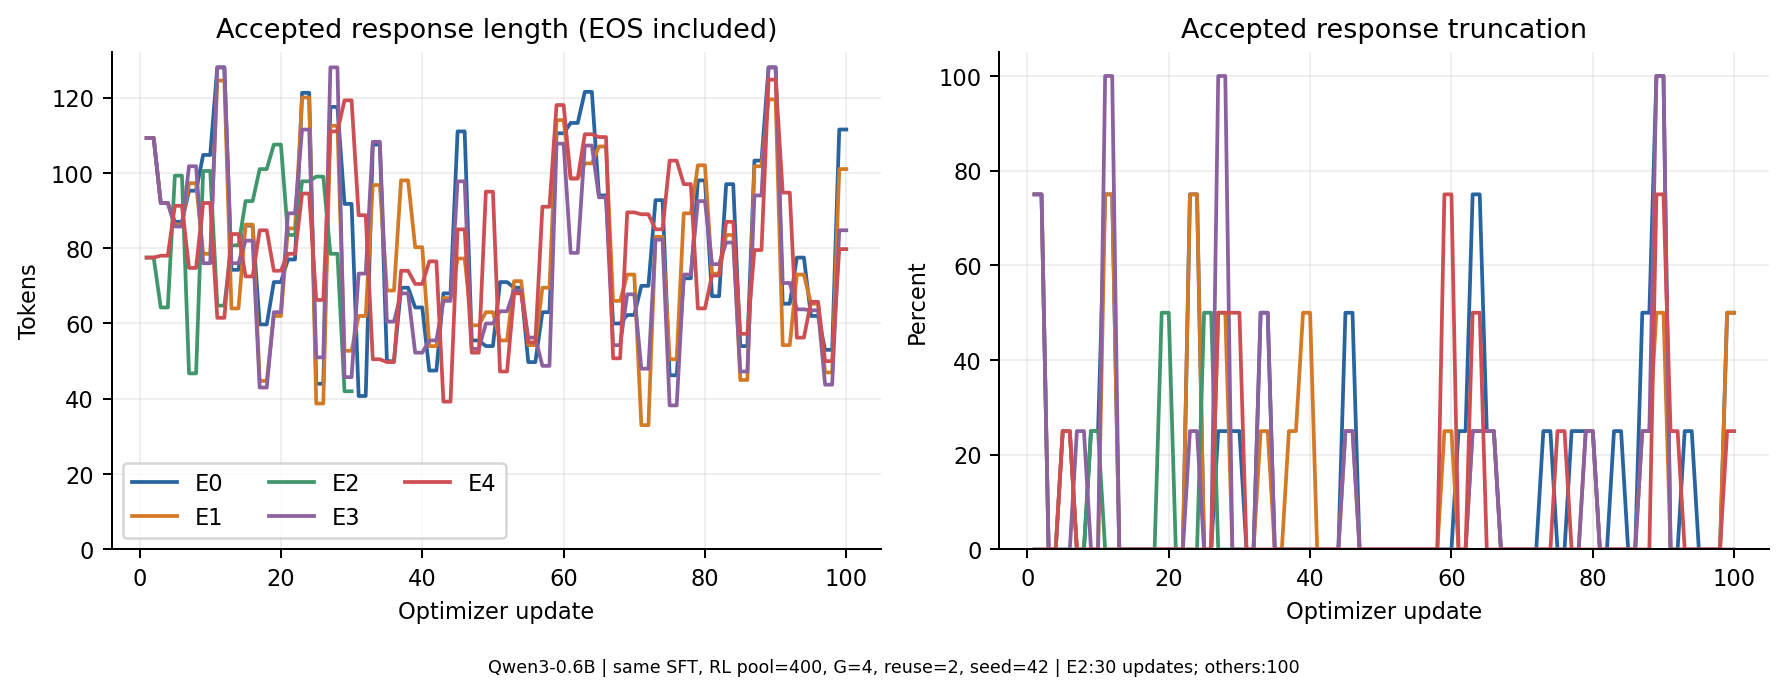 Accepted response length (EOS included)
Tokens
120
100
80
60
40
20
0
E0
E1
E2
E3
E4
0
20
40
60
80
100
Optimizer update
Accepted response truncation
Percent
100
80
60
40
20
0
0
20
40
60
80
100
Optimizer update
Qwen3-0.6B | same SFT, RL pool=400, G=4, reuse=2, seed=42 | E2:30 updates; others:100